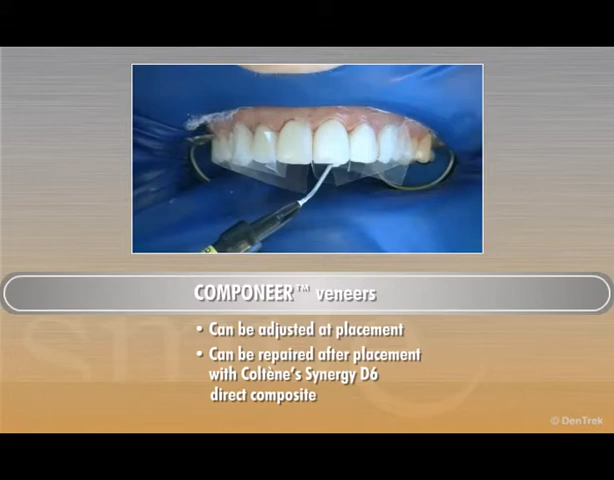 COMPONEER™ veneers
• Can be adjusted at placement
• Can be repaired after placement
with Coltène's Synergy D6
direct composite
smile
© DenTrek